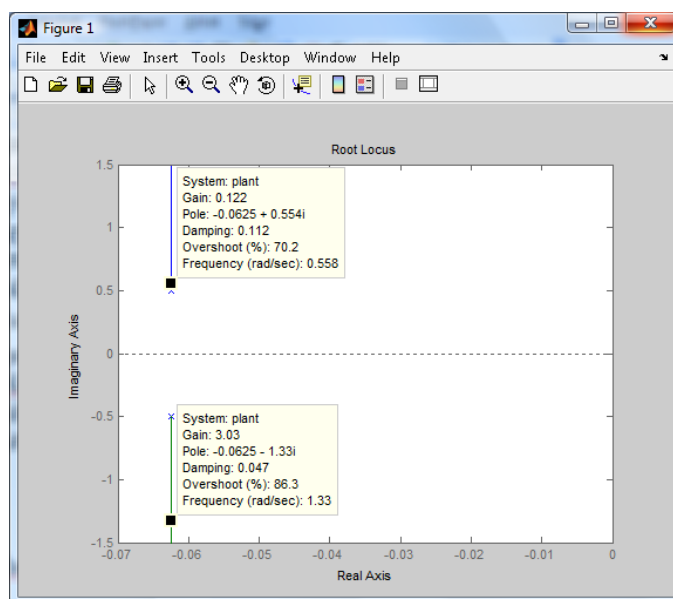 Figure 1
File Edit View Insert Tools Desktop Window Help
Root Locus
1.5
1
0.5
0
-0.5
-1
-1.5
Imaginary Axis
System: plant
Gain: 0.122
Pole: -0.0625 + 0.554i
Damping: 0.112
Overshoot (%): 70.2
Frequency (rad/sec): 0.558
System: plant
Gain: 3.03
Pole: -0.0625 - 1.33i
Damping: 0.047
Overshoot (%): 86.3
Frequency (rad/sec): 1.33
-0.07 -0.06 -0.05 -0.04 -0.03 -0.02 -0.01 0
Real Axis